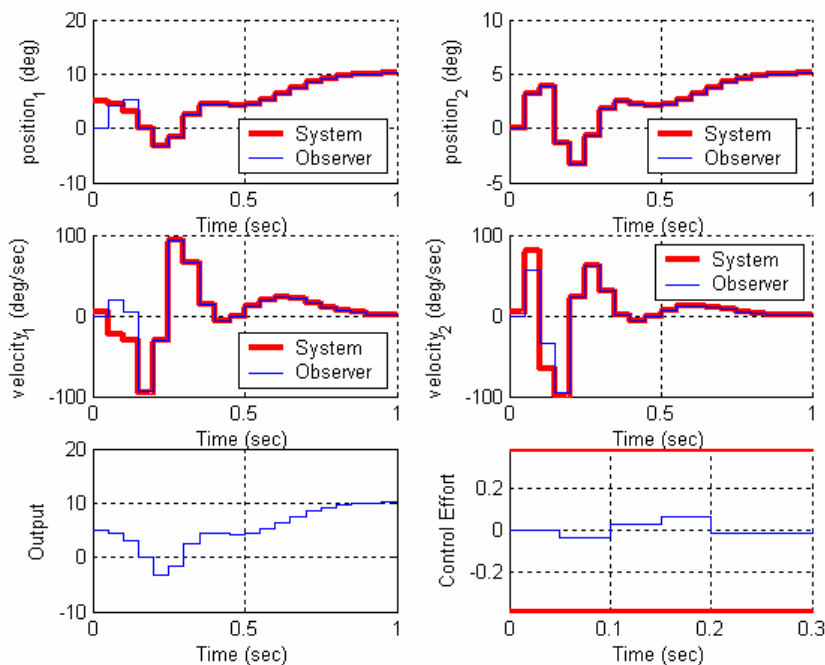 20
10
0
-10
position1 (deg)
System
Observer
0
0.5
1
Time (sec)
10
5
0
-5
position2 (deg)
System
Observer
0
0.5
1
Time (sec)
100
0
-100
velocity1 (deg/sec)
System
Observer
0
0.5
1
Time (sec)
100
0
-100
velocity2 (deg/sec)
System
Observer
0
0.5
1
Time (sec)
20
10
0
-10
Output
0
0.5
1
Time (sec)
0.2
0
-0.2
Control Effort
0
0.1
0.2
0.3
Time (sec)